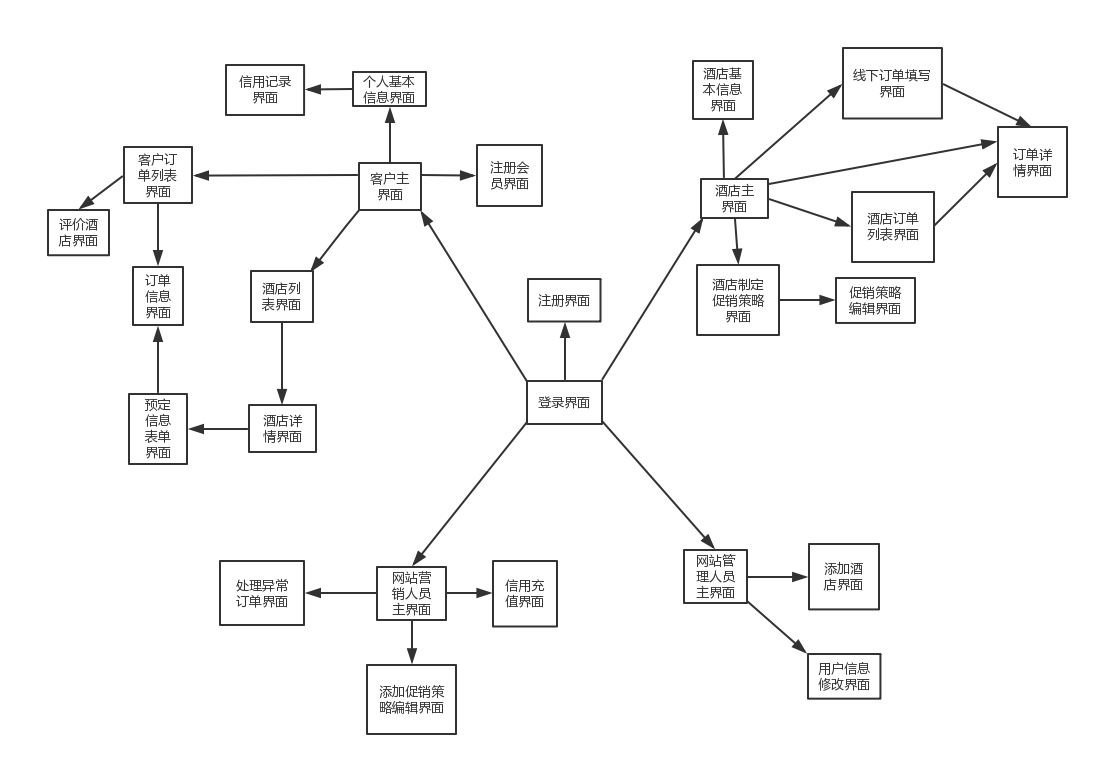 信用记录
界面
个人基本
信息界面
酒店基
本信息
界面
线下订单填写
界面
客户订
单列表
界面
客户主
界面
注册会
员界面
订单详
情界面
酒店主
界面
评价酒
店界面
酒店订单
列表界面
订单
信息
界面
酒店列
表界面
注册界面
酒店制定
促销策略
界面
促销策略
编辑界面
登录界面
预定
信息
表单
界面
酒店详
情界面
处理异常
订单界面
网站营
销人员
主界面
信用充
值界面
网站管
理人员
主界面
添加酒
店界面
添加促销策
略编辑界面
用户信息
修改界面